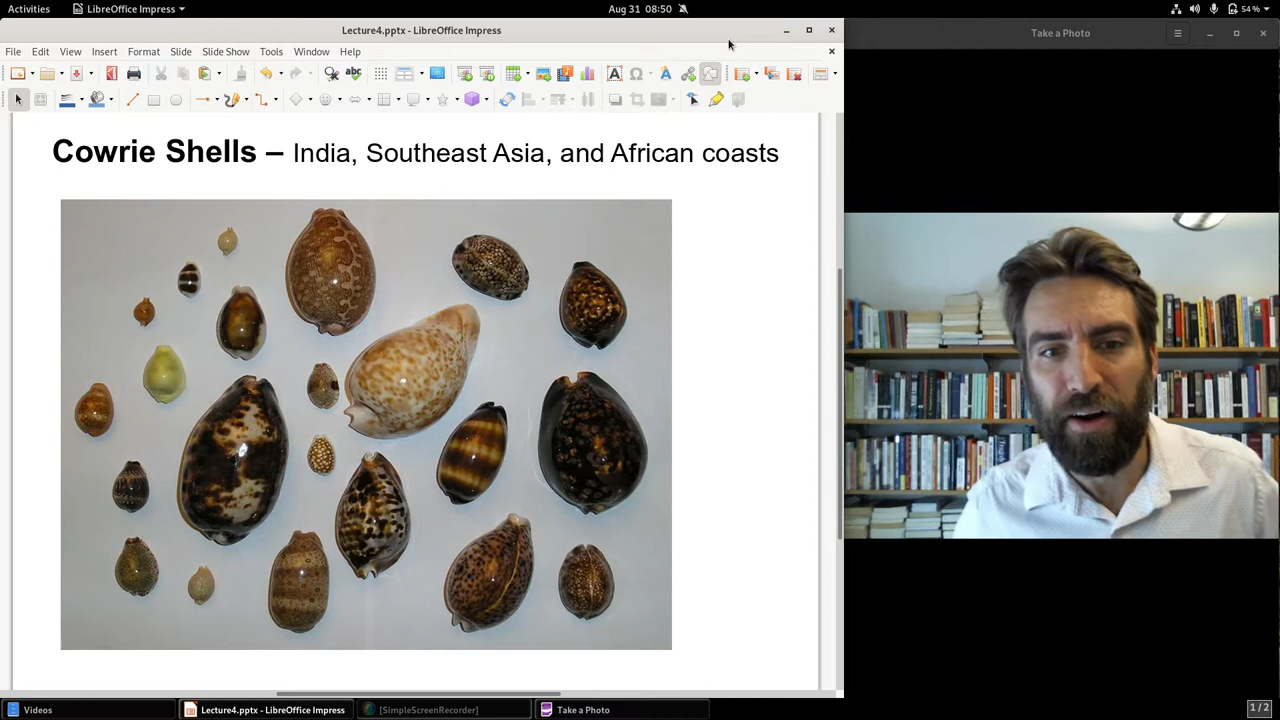 Activities
LibreOffice Impress
Aug 31 08:50
54 %
Lecture4.pptx - LibreOffice Impress
Take a Photo
File Edit View Insert Format Slide Slide Show Tools Window Help
Cowrie Shells – India, Southeast Asia, and African coasts
Videos
Lecture4.pptx - LibreOffice Impress
[SimpleScreenRecorder]
Take a Photo
1 / 2